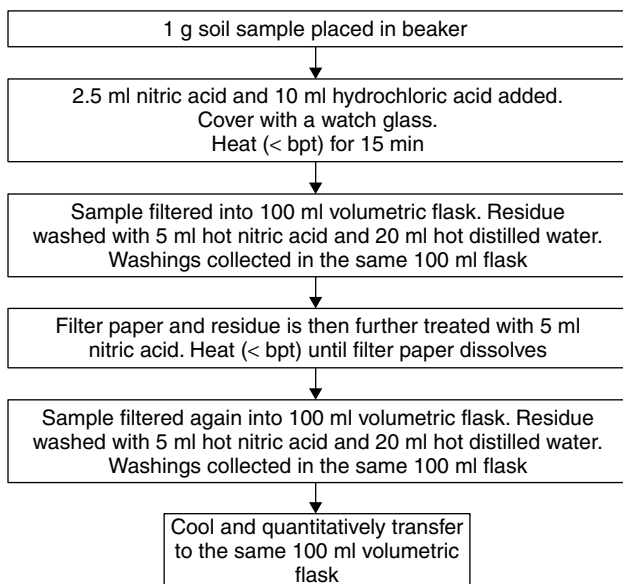 1 g soil sample placed in beaker
2.5 ml nitric acid and 10 ml hydrochloric acid added.
Cover with a watch glass.
Heat (< bpt) for 15 min
Sample filtered into 100 ml volumetric flask. Residue
washed with 5 ml hot nitric acid and 20 ml hot distilled water.
Washings collected in the same 100 ml flask
Filter paper and residue is then further treated with 5 ml
nitric acid. Heat (< bpt) until filter paper dissolves
Sample filtered again into 100 ml volumetric flask. Residue
washed with 5 ml hot nitric acid and 20 ml hot distilled water.
Washings collected in the same 100 ml flask
Cool and quantitatively transfer
to the same 100 ml volumetric
flask